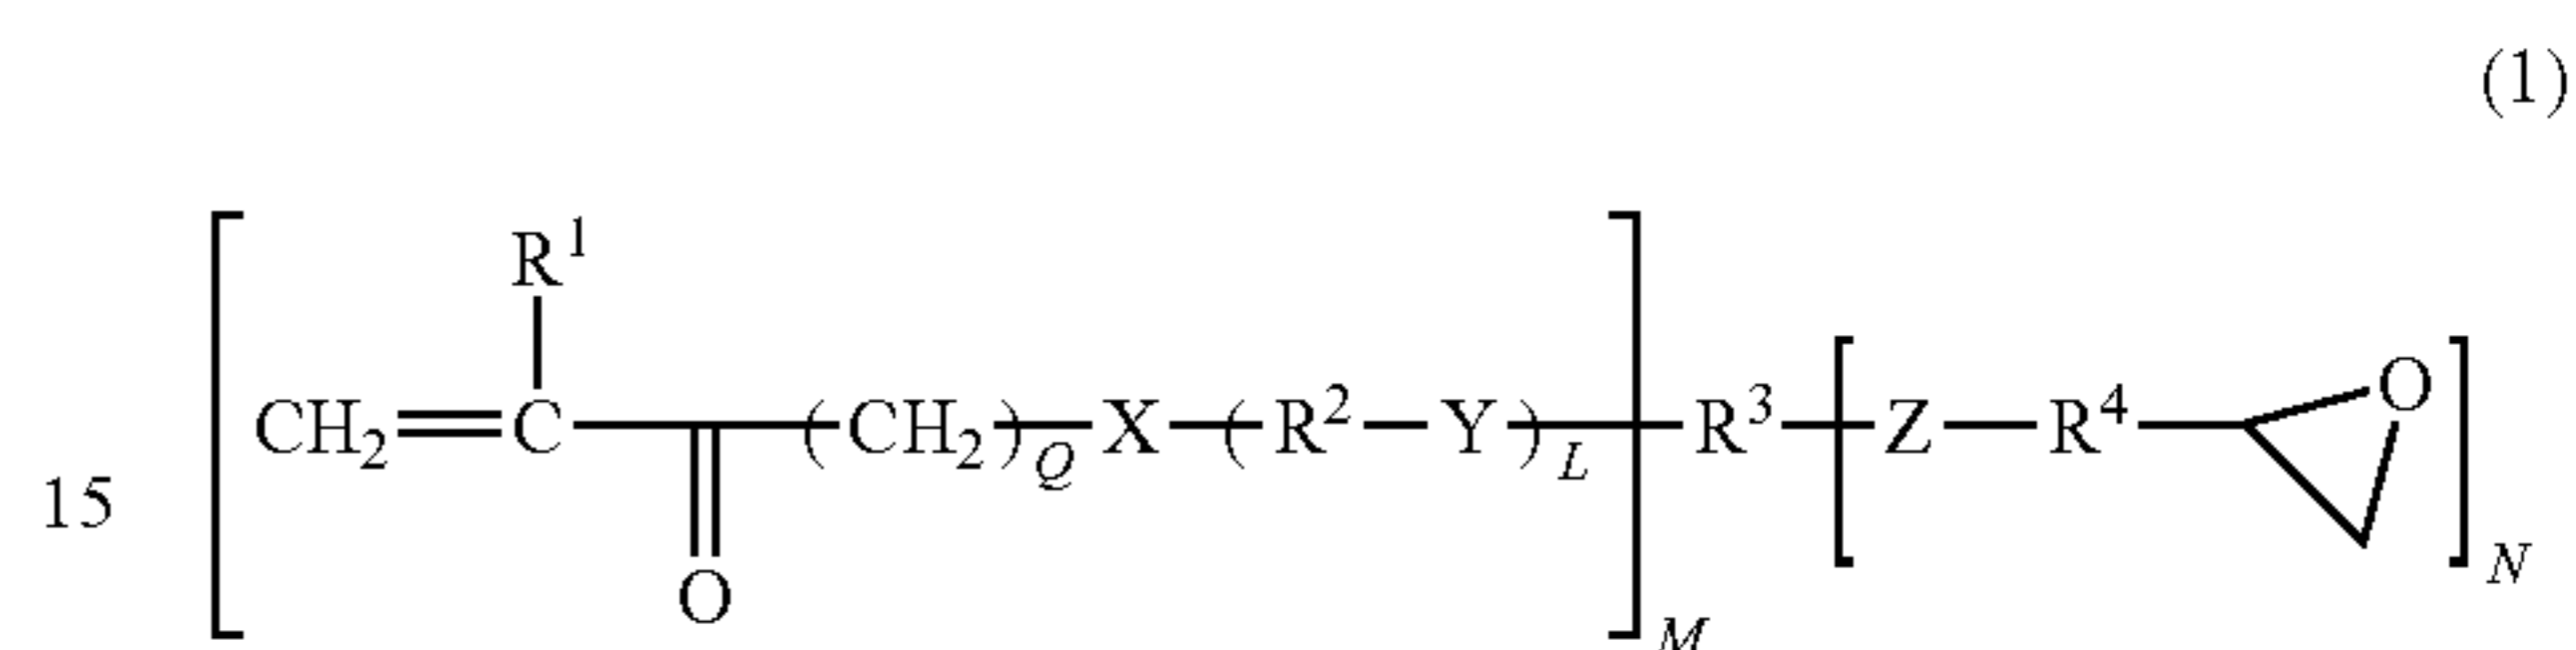 (1)
R¹
CH₂=C—(CH₂)Q—X—(R²—Y)L—R³—Z—R⁴—O
15
O
M
N